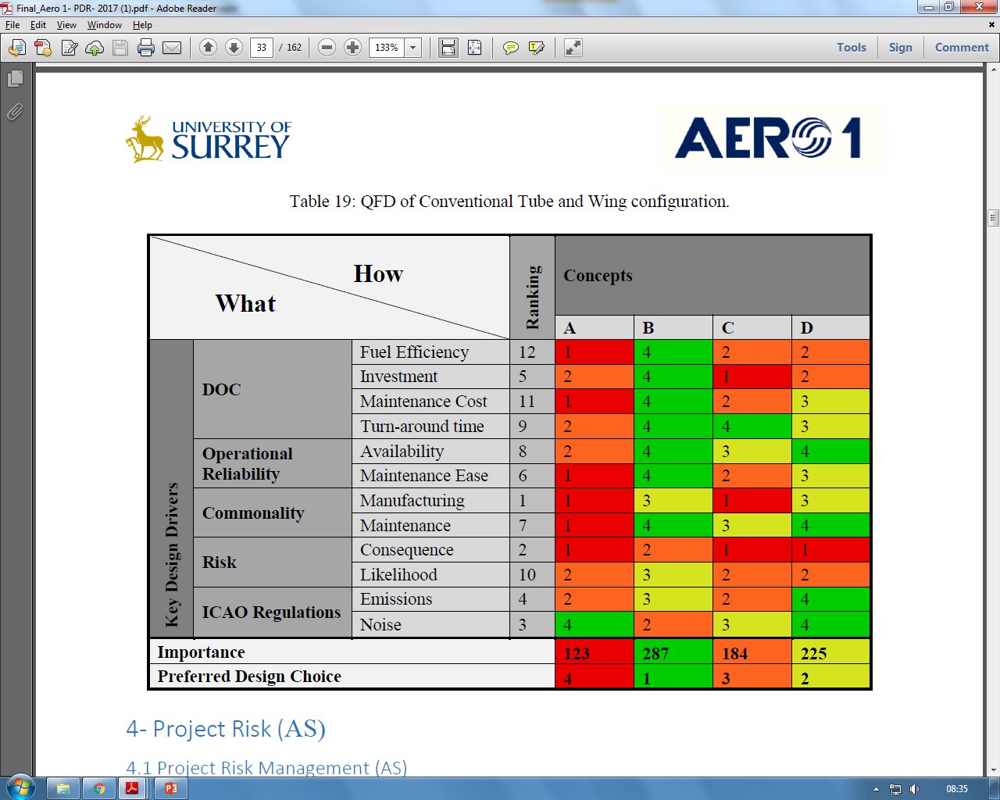 Final_Aero 1- PDR- 2017 (1).pdf - Adobe Reader
File Edit View Window Help
33 / 162 133% Tools Sign Comment
UNIVERSITY OF
SURREY
AERO 1
Table 19: QFD of Conventional Tube and Wing configuration.
How
What
Ranking
Concepts
A B C D
Key Design Drivers
DOC
Fuel Efficiency 12 1 4 2 2
Investment 5 2 4 1 2
Maintenance Cost 11 1 4 2 3
Turn-around time 9 2 4 4 3
Operational
Reliability
Availability 8 2 4 3 4
Maintenance Ease 6 1 4 2 3
Commonality
Manufacturing 1 1 3 1 3
Maintenance 7 1 4 3 4
Risk
Consequence 2 1 2 1 1
Likelihood 10 2 3 2 2
ICAO Regulations
Emissions 4 2 3 2 4
Noise 3 4 2 3 4
Importance 123 287 184 225
Preferred Design Choice 4 1 3 2
4- Project Risk (AS)
4.1 Project Risk Management (AS)
08:35